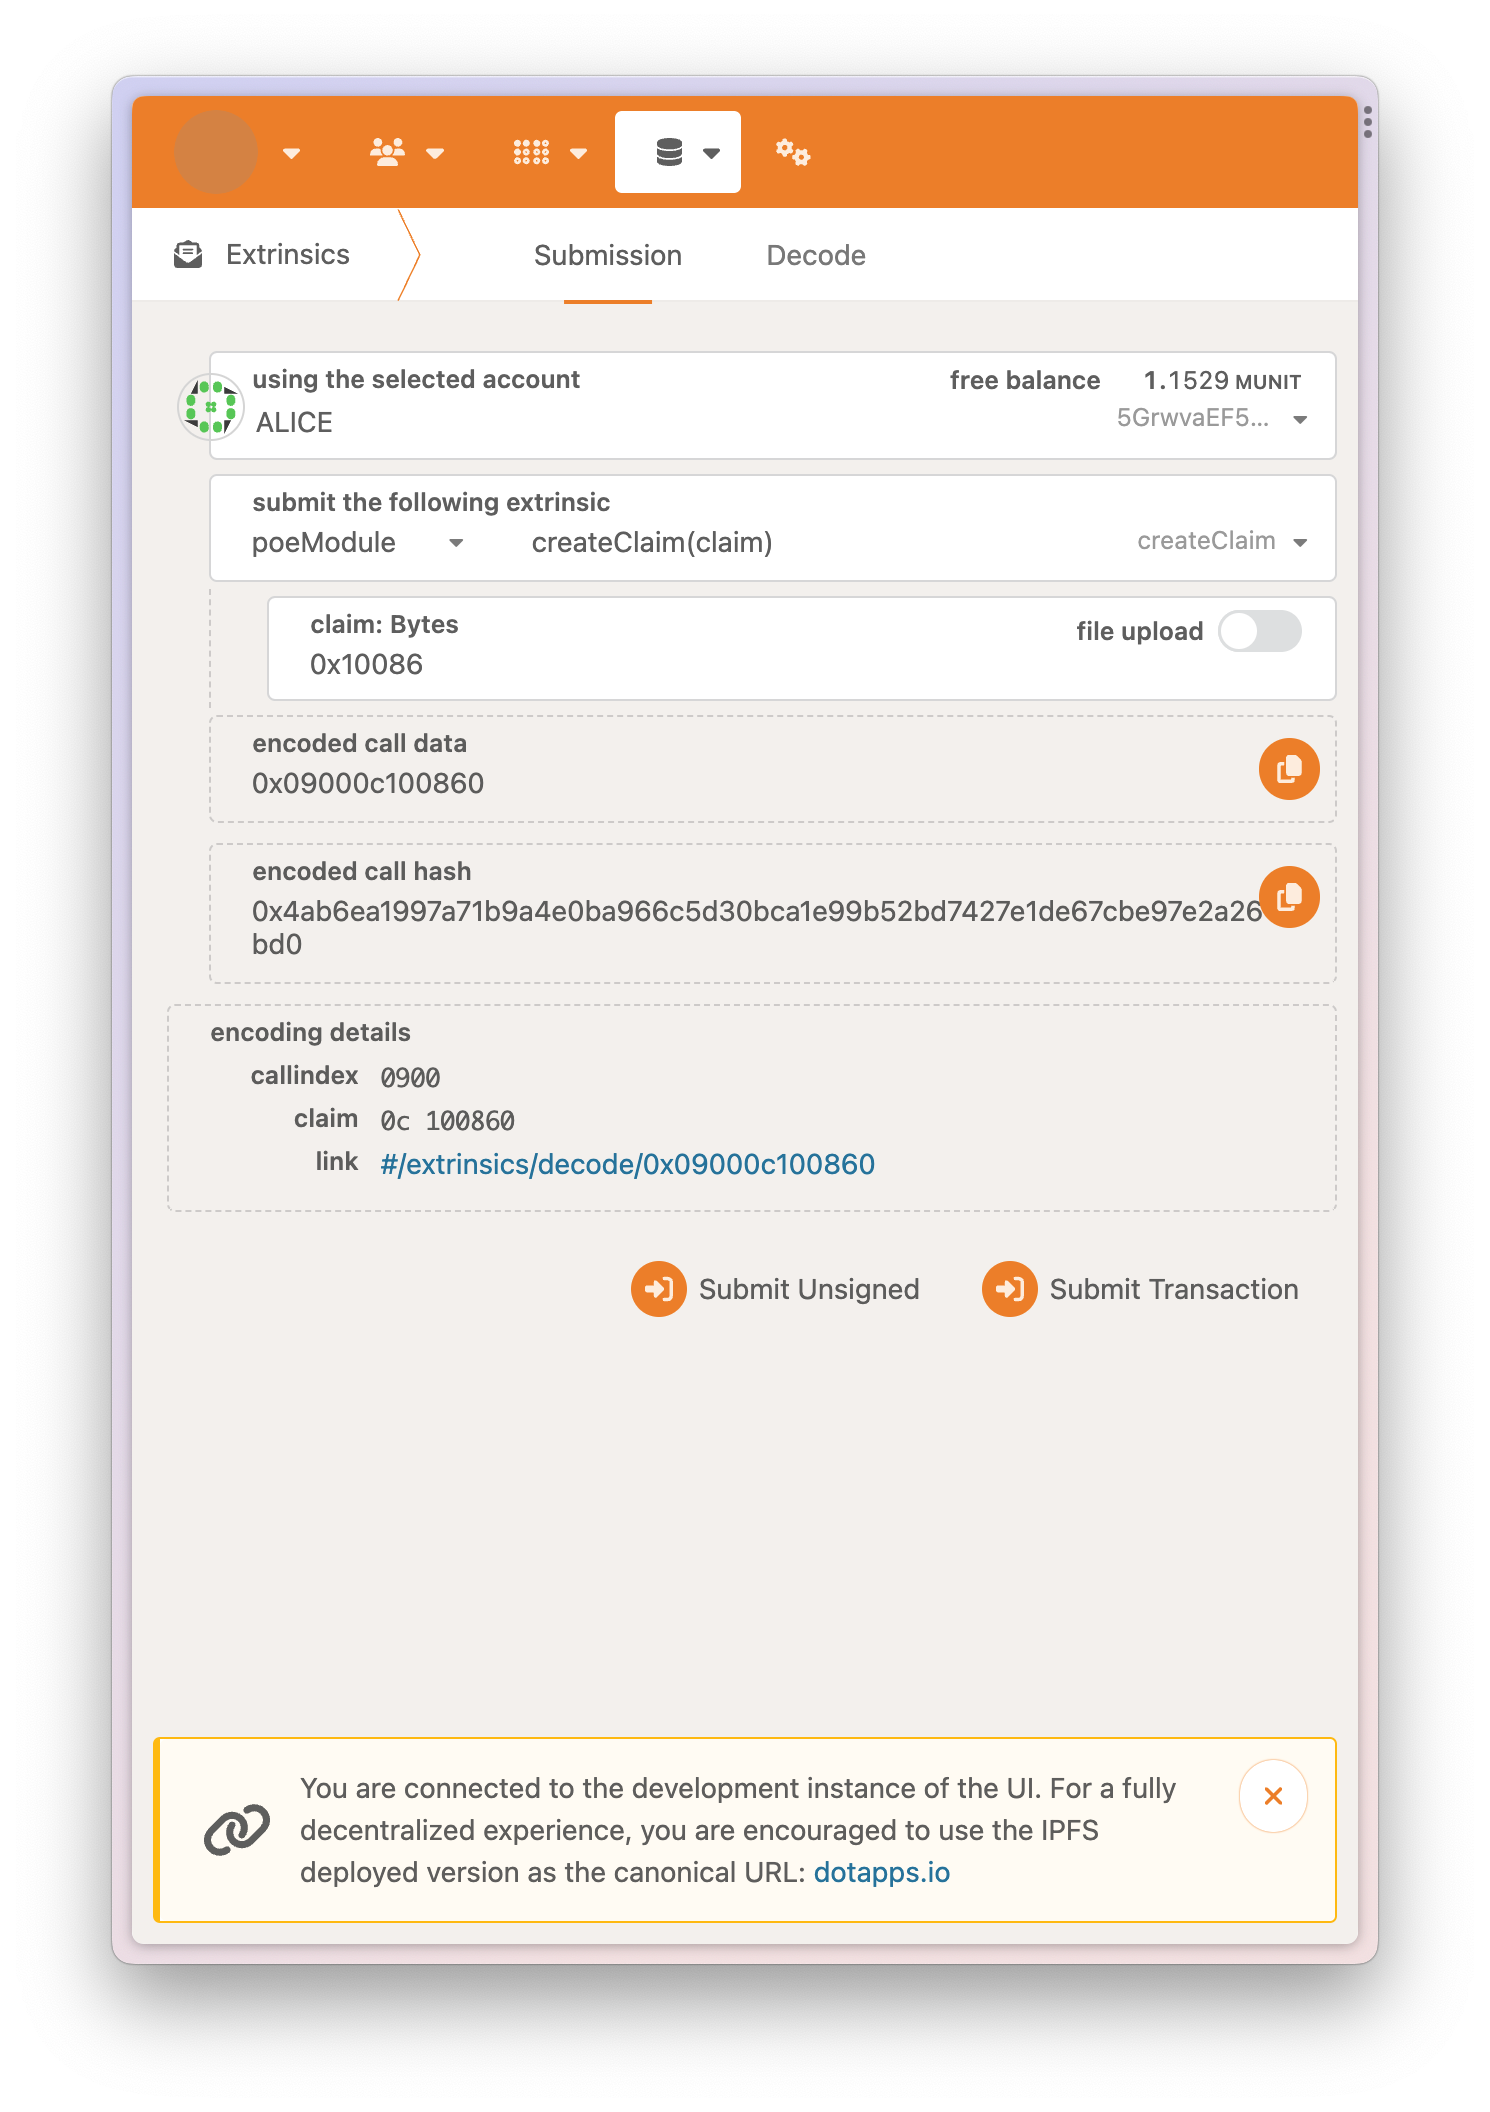 Extrinsics
Submission
Decode
using the selected account
ALICE
free balance 1.1529 MUNIT
5GrwvaEF5...
submit the following extrinsic
poeModule
createClaim(claim)
createClaim
claim: Bytes
0x10086
file upload
encoded call data
0x09000c100860
encoded call hash
0x4ab6ea1997a71b9a4e0ba966c5d30bca1e99b52bd7427e1de67cbe97e2a26
bd0
encoding details
callindex 0900
claim 0c 100860
link #/extrinsics/decode/0x09000c100860
Submit Unsigned
Submit Transaction
You are connected to the development instance of the UI. For a fully
decentralized experience, you are encouraged to use the IPFS
deployed version as the canonical URL: dotapps.io